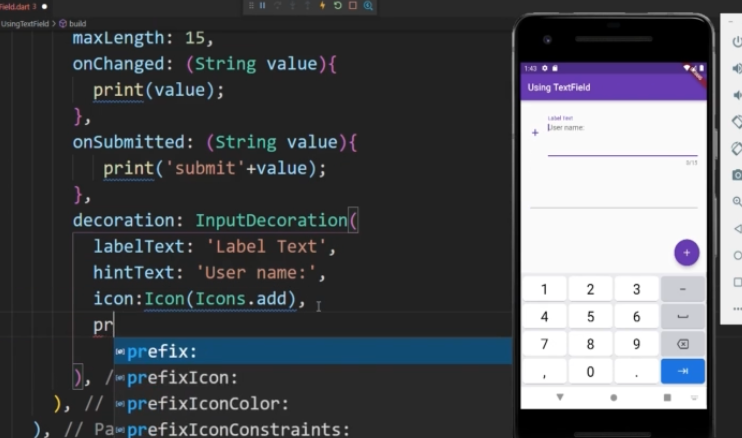 Field.dart 3
UsingTextField > build
maxLength: 15,
onChanged: (String value){
print(value);
},
onSubmitted: (String value){
print('submit'+value);
},
decoration: InputDecoration(
labelText: 'Label Text',
hintText: 'User name:',
icon:Icon(Icons.add),
pr
prefix:
), / prefixIcon:
), // prefixIconColor:
), // Pa prefixIconConstraints:
1:43
Using TextField
Label Text
User name:
0/15
+
1 2 3 –
4 5 6
7 8 9
, 0 .